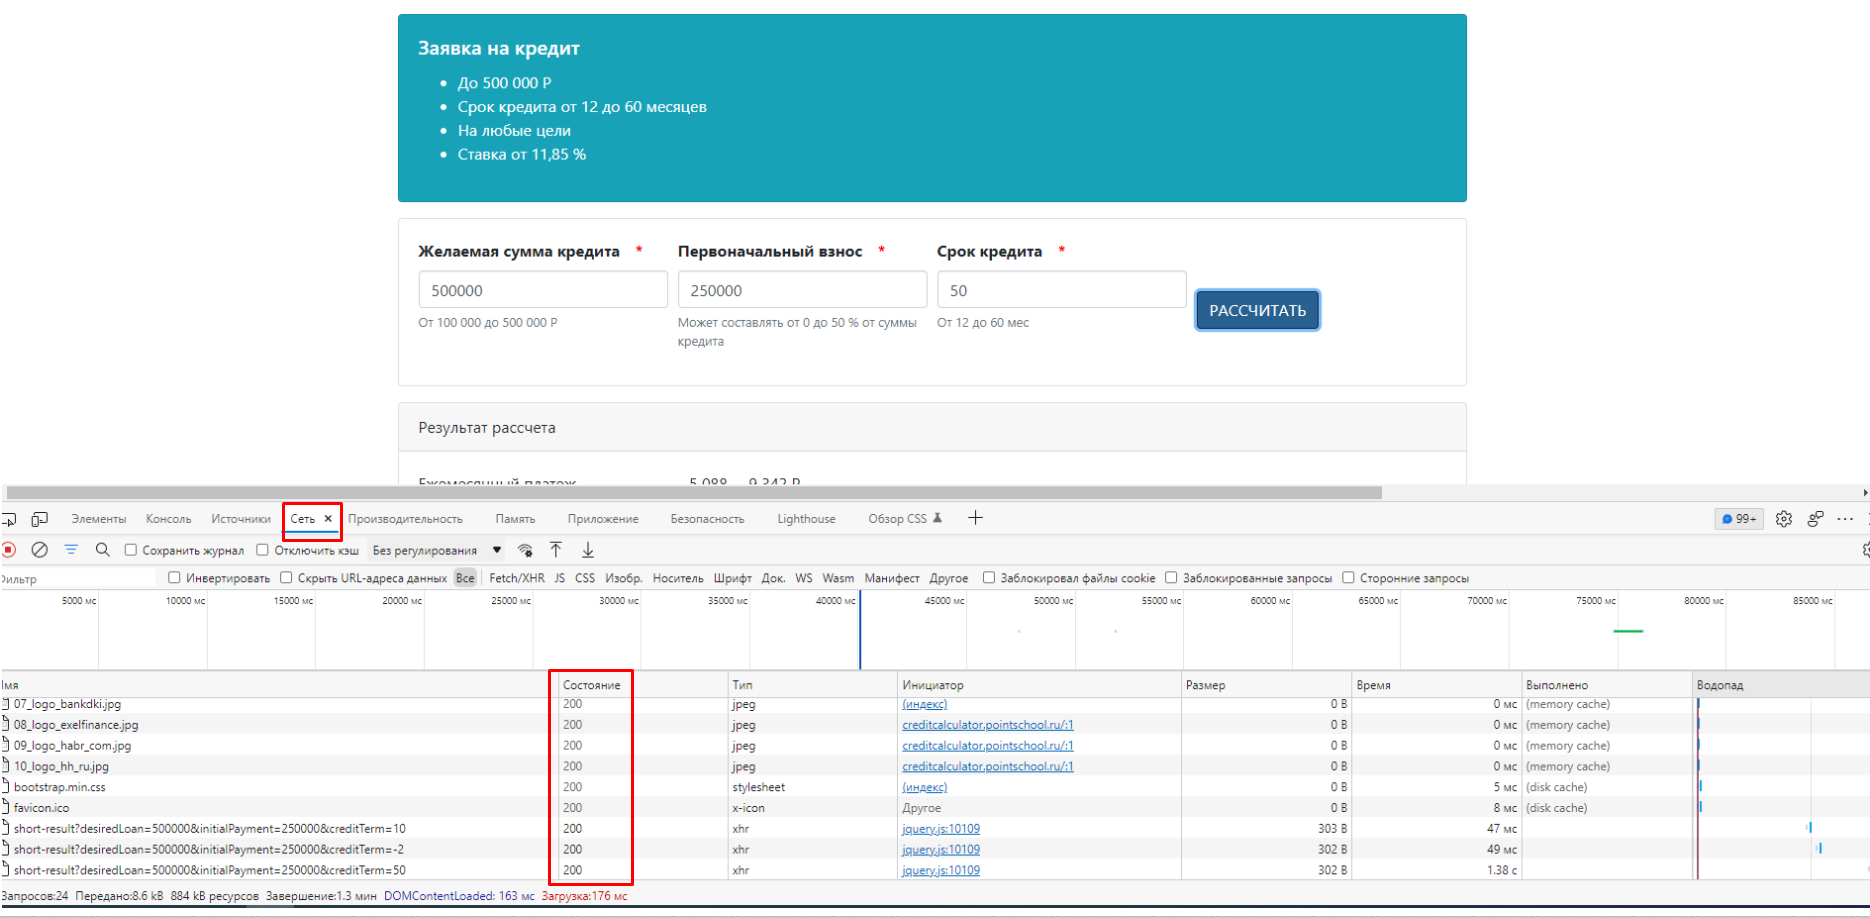 Заявка на кредит
До 500 000 Р
Срок кредита от 12 до 60 месяцев
На любые цели
Ставка от 11,85 %
Желаемая сумма кредита * Первоначальный взнос * Срок кредита *
500000 250000 50
РАССЧИТАТЬ
От 100 000 до 500 000 Р Может составлять от 0 до 50 % от суммы От 12 до 60 мес
кредита
Результат рассчета
Ежемесячный платеж 5 088 9 342 Р
Элементы Консоль Источники Сеть × Производительность Память Приложение Безопасность Lighthouse Обзор CSS 99+
Сохранить журнал Отключить кэш Без регулирования
Инвертировать Скрыть URL-адреса данных Все Fetch/XHR JS CSS Изобр. Носитель Шрифт Док. WS Wasm Манифест Другое Заблокировал файлы cookie Заблокированные запросы Сторонние запросы
5000 мс 10000 мс 15000 мс 20000 мс 25000 мс 30000 мс 35000 мс 40000 мс 45000 мс 50000 мс 55000 мс 60000 мс 65000 мс 70000 мс 75000 мс 80000 мс 85000 мс
Имя Состояние Тип Инициатор Размер Время Выполнено Водопад
07_logo_bankdki.jpg 200 jpeg (индекс) 0 B 0 мс (memory cache)
08_logo_exelfinance.jpg 200 jpeg creditcalculator.pointschool.ru/:1 0 B 0 мс (memory cache)
09_logo_habr_com.jpg 200 jpeg creditcalculator.pointschool.ru/:1 0 B 0 мс (memory cache)
10_logo_hh_ru.jpg 200 jpeg creditcalculator.pointschool.ru/:1 0 B 0 мс (memory cache)
bootstrap.min.css 200 stylesheet (индекс) 0 B 5 мс (disk cache)
favicon.ico 200 x-icon Другое 0 B 8 мс (disk cache)
short-result?desiredLoan=500000&initialPayment=250000&creditTerm=10 200 xhr jquery.js:10109 303 B 47 мс
short-result?desiredLoan=500000&initialPayment=250000&creditTerm=-2 200 xhr jquery.js:10109 302 B 49 мс
short-result?desiredLoan=500000&initialPayment=250000&creditTerm=50 200 xhr jquery.js:10109 302 B 1.38 с
Запросов:24 Передано:8.6 kB 884 kB ресурсов Завершение:1.3 мин DOMContentLoaded: 163 мс Загрузка:176 мс